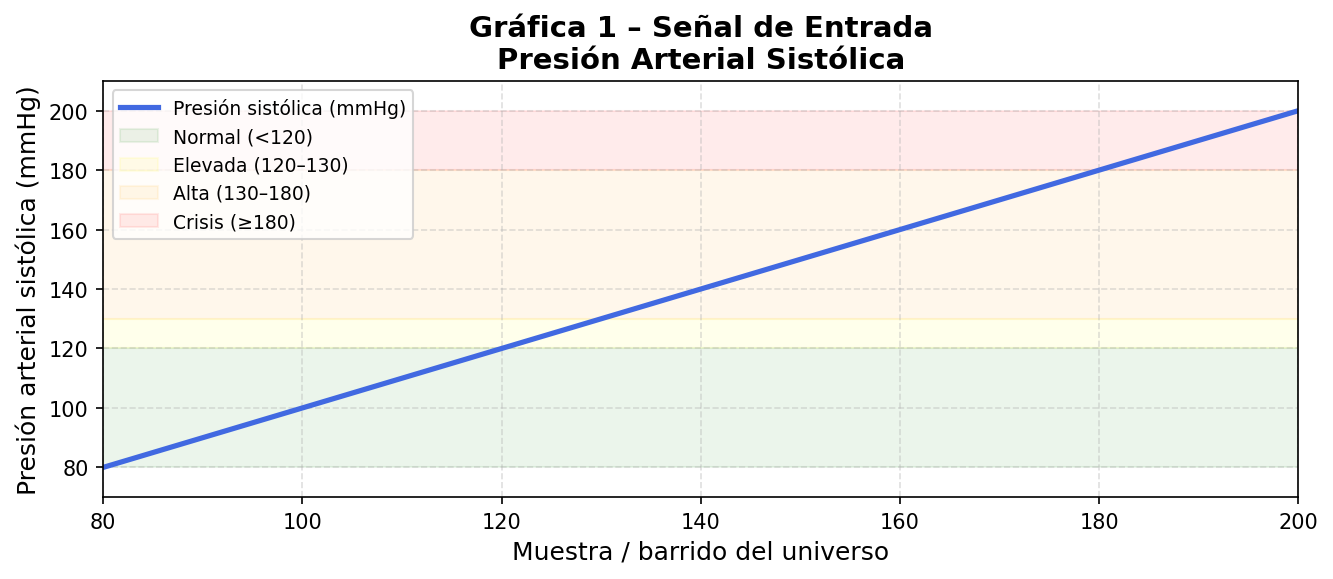 Gráfica 1 – Señal de Entrada
Presión Arterial Sistólica
Presión arterial sistólica (mmHg)
200
180
160
140
120
100
80
Presión sistólica (mmHg)
Normal (<120)
Elevada (120–130)
Alta (130–180)
Crisis (≥180)
80 100 120 140 160 180 200
Muestra / barrido del universo